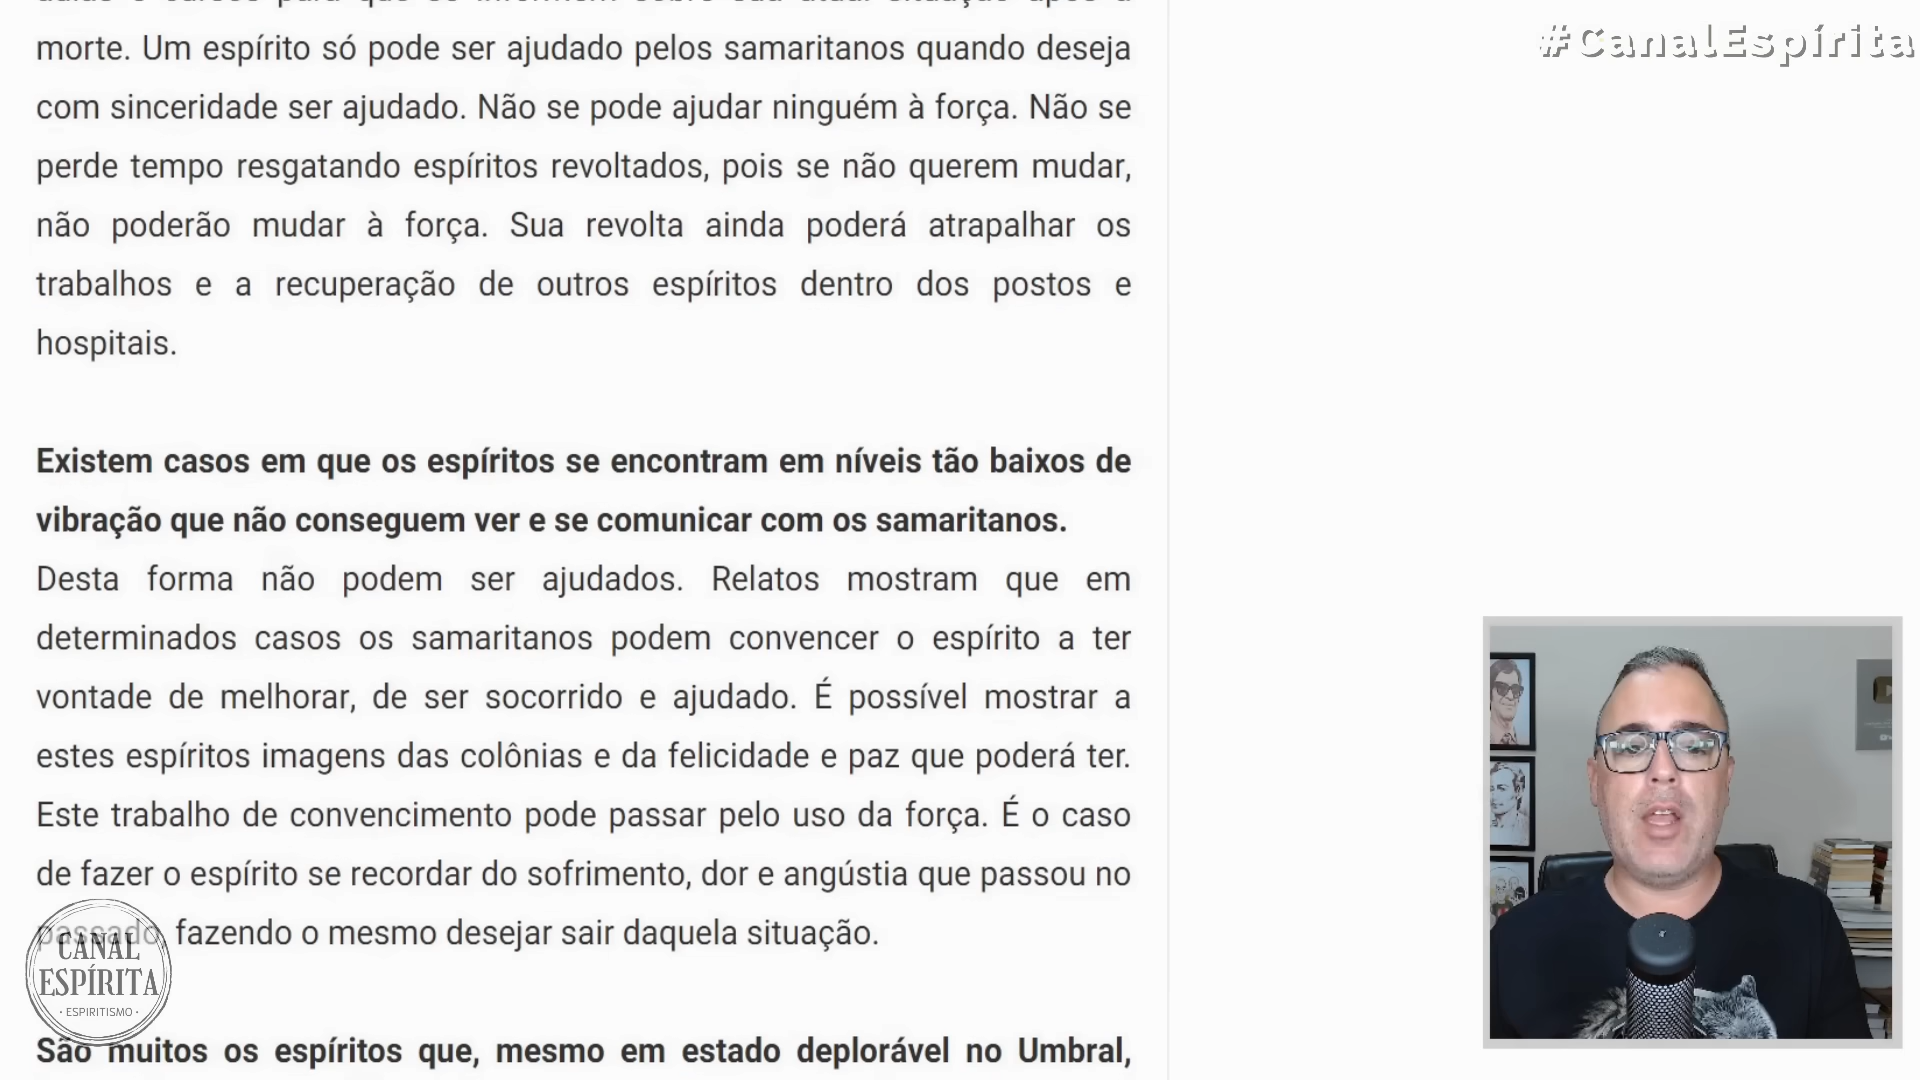 morte. Um espírito só pode ser ajudado pelos samaritanos quando deseja
com sinceridade ser ajudado. Não se pode ajudar ninguém à força. Não se
perde tempo resgatando espíritos revoltados, pois se não querem mudar,
não poderão mudar à força. Sua revolta ainda poderá atrapalhar os
trabalhos e a recuperação de outros espíritos dentro dos postos e
hospitais.
Existem casos em que os espíritos se encontram em níveis tão baixos de
vibração que não conseguem ver e se comunicar com os samaritanos.
Desta forma não podem ser ajudados. Relatos mostram que em
determinados casos os samaritanos podem convencer o espírito a ter
vontade de melhorar, de ser socorrido e ajudado. É possível mostrar a
estes espíritos imagens das colônias e da felicidade e paz que poderá ter.
Este trabalho de convencimento pode passar pelo uso da força. É o caso
de fazer o espírito se recordar do sofrimento, dor e angústia que passou no
passado, fazendo o mesmo desejar sair daquela situação.
São muitos os espíritos que, mesmo em estado deplorável no Umbral,
#CanalEspírita
CANAL
ESPÍRITA
· ESPIRITISMO ·